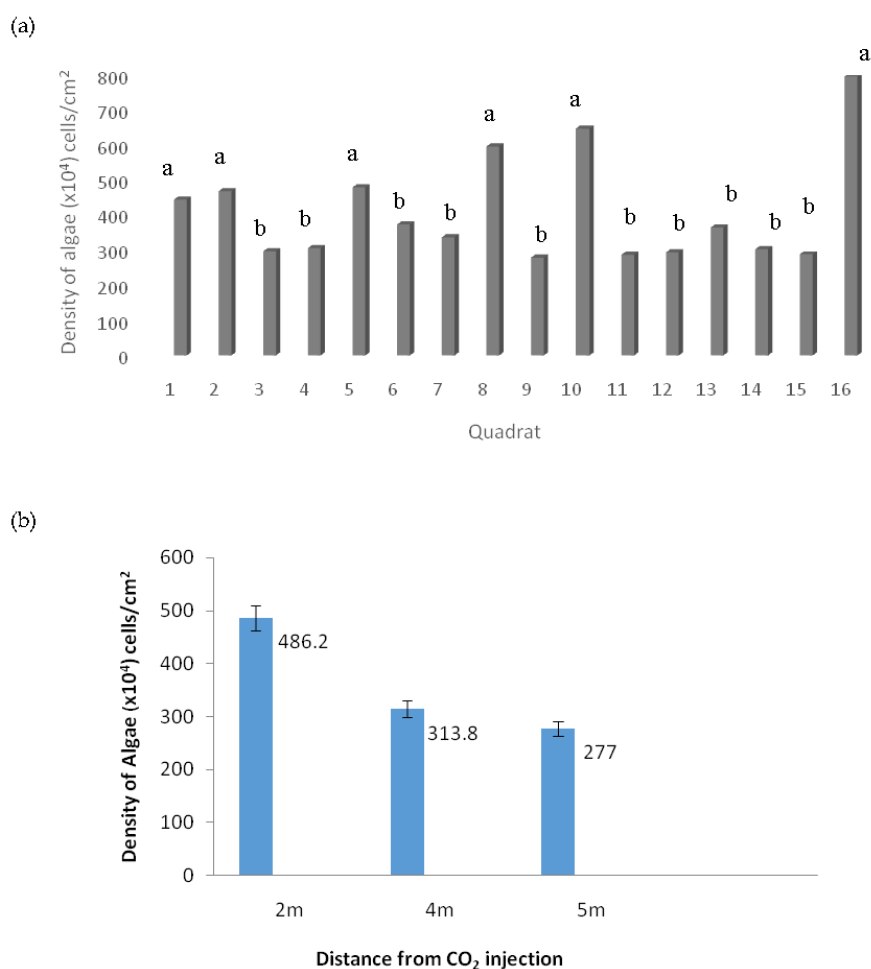 (a)
Density of algae (x10⁴) cells/cm²
800
700
600
500
400
300
200
100
0
a a b b a b b a b a b b b b b a
1 2 3 4 5 6 7 8 9 10 11 12 13 14 15 16
Quadrat
(b)
Density of Algae (x10⁴) cells/cm²
600
500
400
300
200
100
0
486.2
313.8
277
2m 4m 5m
Distance from CO₂ injection